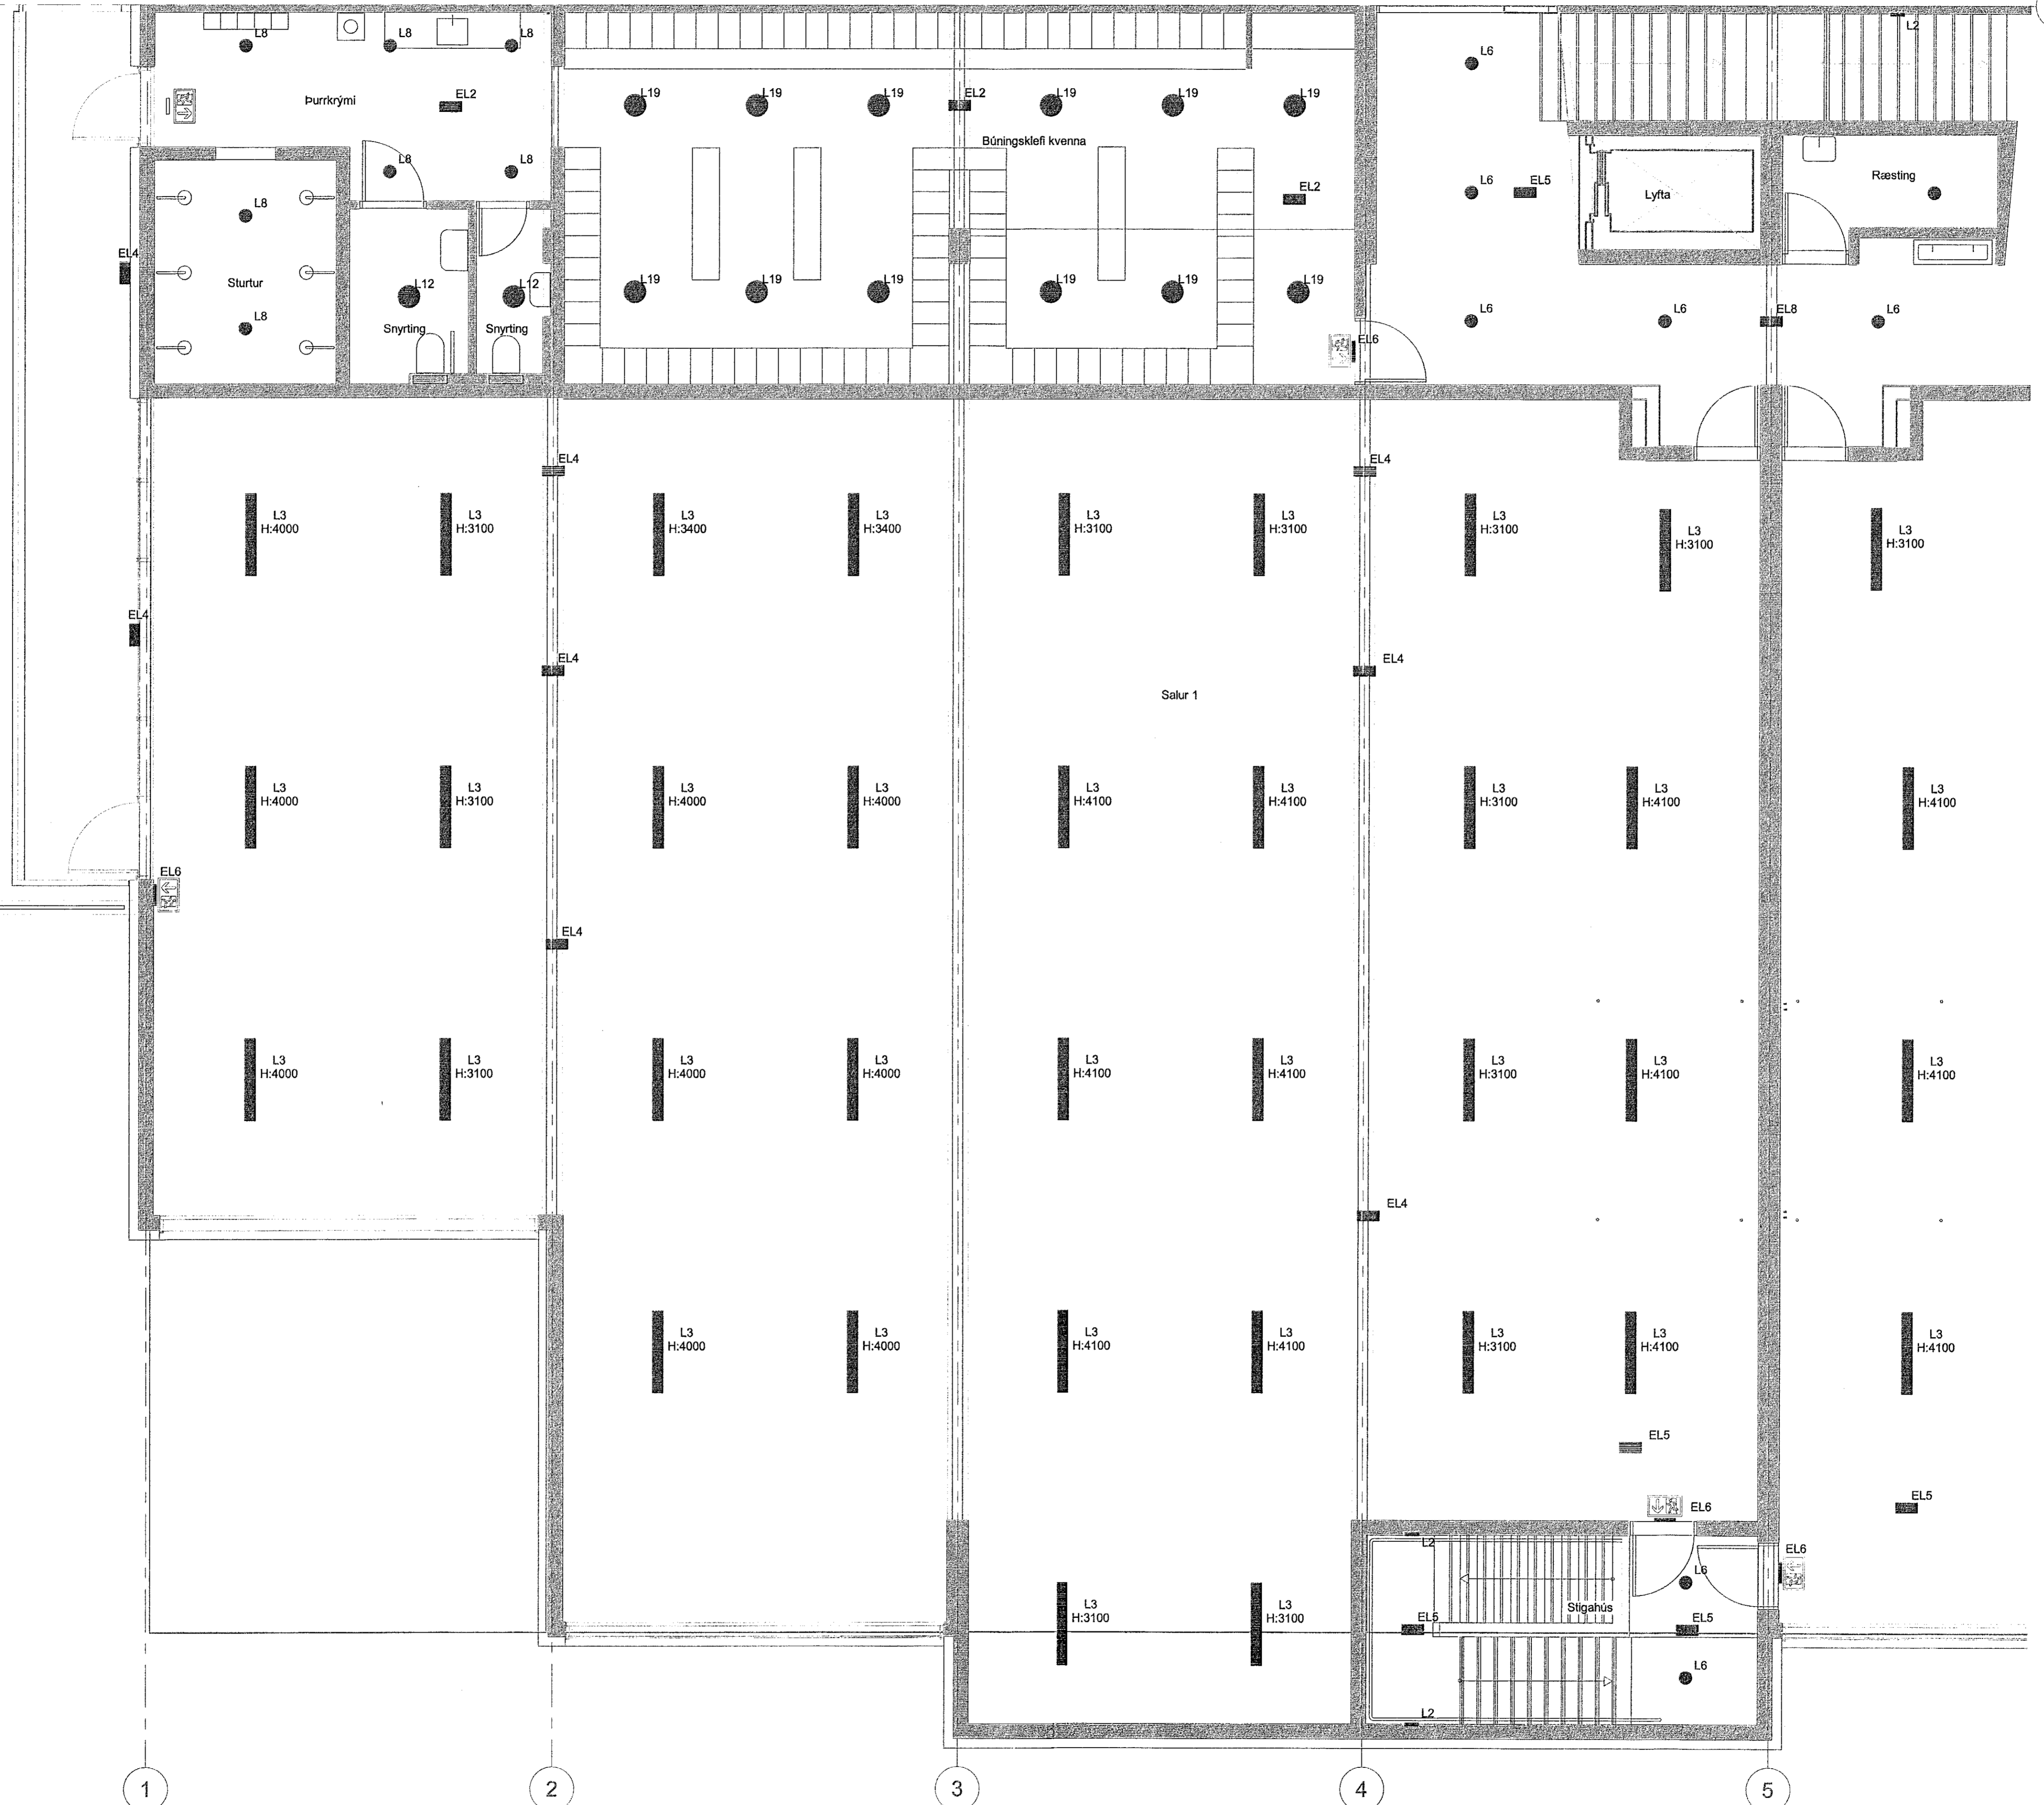 L8
L8
L8
L2
L6
Þurrkrými
EL2
L19
L19
L19
EL2
L19
L19
L19
Búningsklefi kvenna
L8
L8
L6
EL5
Lyfta
Ræsting
EL2
L8
EL4
Sturtur
L12
L12
L19
L19
L19
L19
L19
L19
L8
Snyrting
Snyrting
L6
L6
EL8
L6
EL6
EL4
EL4
L3
H:4000
L3
H:3100
L3
H:3400
L3
H:3400
L3
H:3100
L3
H:3100
L3
H:3100
L3
H:3100
L3
H:3100
EL4
EL4
EL4
Salur 1
L3
H:4000
L3
H:3100
L3
H:4000
L3
H:4000
L3
H:4100
L3
H:4100
L3
H:3100
L3
H:4100
L3
H:4100
EL6
EL4
L3
H:4000
L3
H:3100
L3
H:4000
L3
H:4000
L3
H:4100
L3
H:4100
L3
H:3100
L3
H:4100
L3
H:4100
EL4
L3
H:4000
L3
H:4000
L3
H:4100
L3
H:4100
L3
H:3100
L3
H:4100
L3
H:4100
EL5
EL5
EL6
L2
EL6
L6
L3
H:3100
L3
H:3100
Stigahús
EL5
EL5
L6
L2
1
2
3
4
5